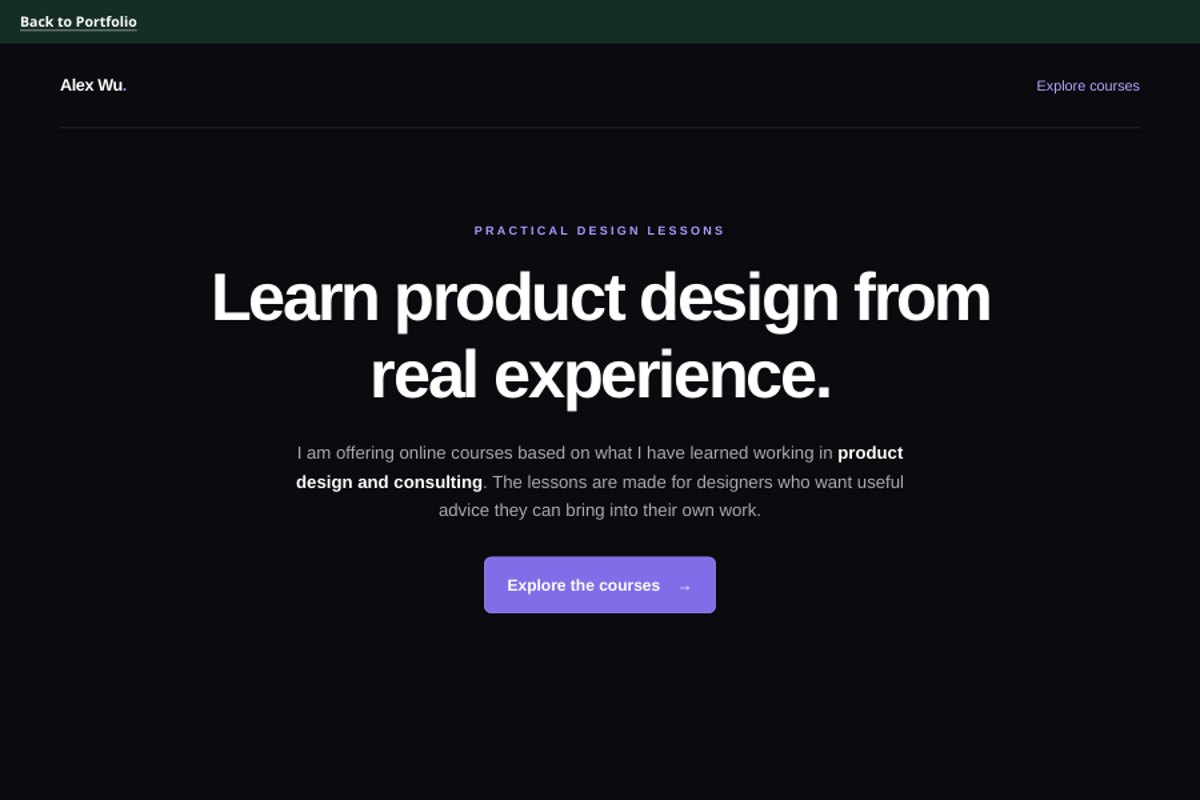 Back to Portfolio
Alex Wu.
Explore courses
PRACTICAL DESIGN LESSONS
Learn product design from
real experience.
I am offering online courses based on what I have learned working in product
design and consulting. The lessons are made for designers who want useful
advice they can bring into their own work.
Explore the courses →